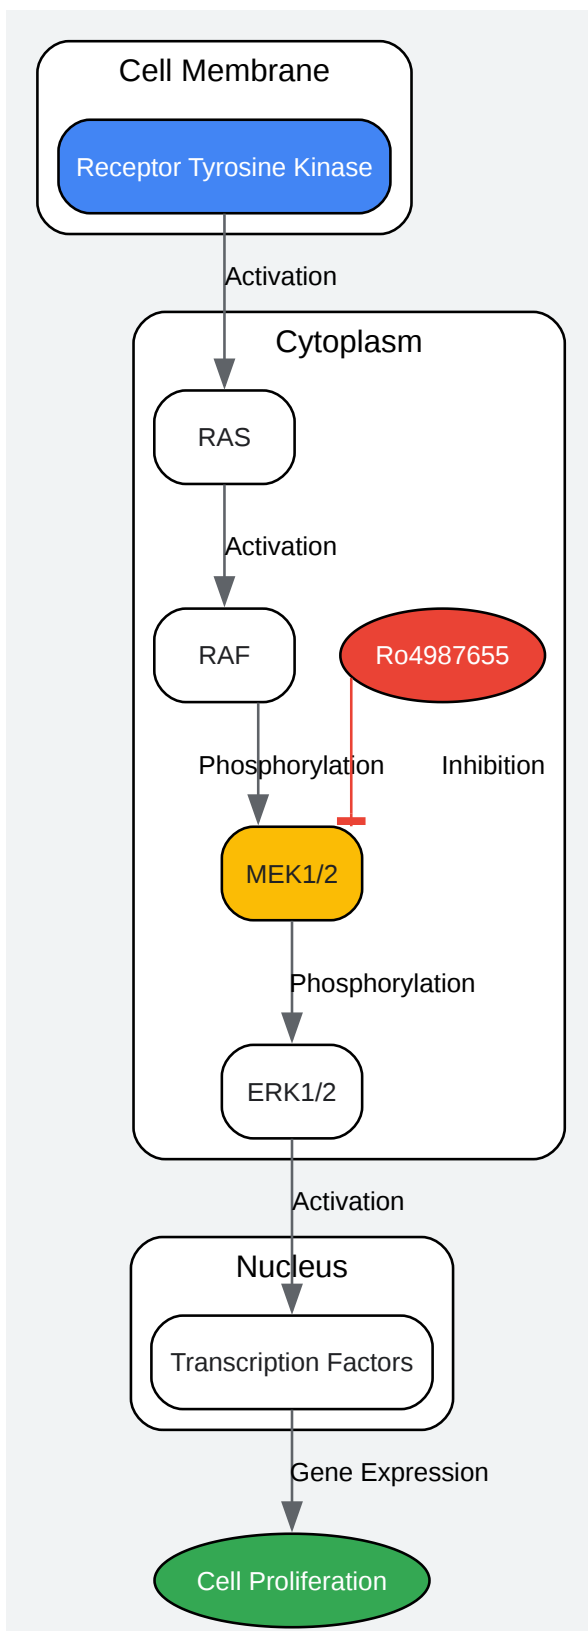 Cell Membrane
Receptor Tyrosine Kinase
Activation
Cytoplasm
RAS
Activation
RAF
Ro4987655
Phosphorylation
Inhibition
MEK1/2
Phosphorylation
ERK1/2
Activation
Nucleus
Transcription Factors
Gene Expression
Cell Proliferation